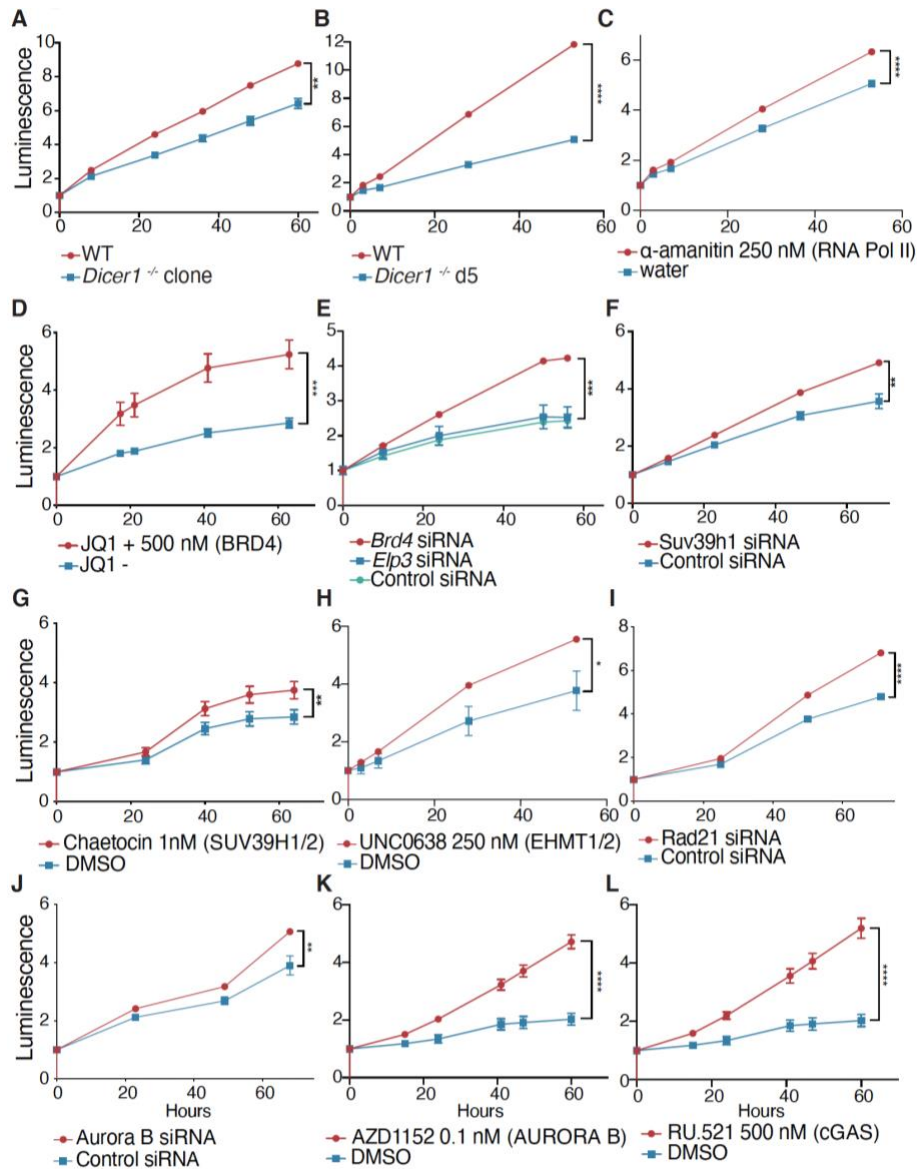 A
B
C
Luminescence
10
8
6
4
2
0
0
20
40
60
**
WT
Dicer1 -/- clone
12
10
8
6
4
2
0
0
20
40
60
****
WT
Dicer1 -/- d5
6
4
2
0
0
20
40
60
****
α-amanitin 250 nM (RNA Pol II)
water
D
E
F
Luminescence
6
4
2
0
0
20
40
60
***
JQ1 + 500 nM (BRD4)
JQ1 -
5
4
3
2
1
0
0
20
40
60
***
Brd4 siRNA
Elp3 siRNA
Control siRNA
6
4
2
0
0
20
40
60
**
Suv39h1 siRNA
Control siRNA
G
H
I
Luminescence
6
4
2
0
0
20
40
60
**
Chaetocin 1nM (SUV39H1/2)
DMSO
6
4
2
0
0
20
40
60
*
UNC0638 250 nM (EHMT1/2)
DMSO
8
6
4
2
0
0
20
40
60
****
Rad21 siRNA
Control siRNA
J
K
L
Luminescence
6
4
2
0
0
20
40
60
**
Hours
Aurora B siRNA
Control siRNA
6
4
2
0
0
20
40
60
****
Hours
AZD1152 0.1 nM (AURORA B)
DMSO
6
4
2
0
0
20
40
60
****
Hours
RU.521 500 nM (cGAS)
DMSO